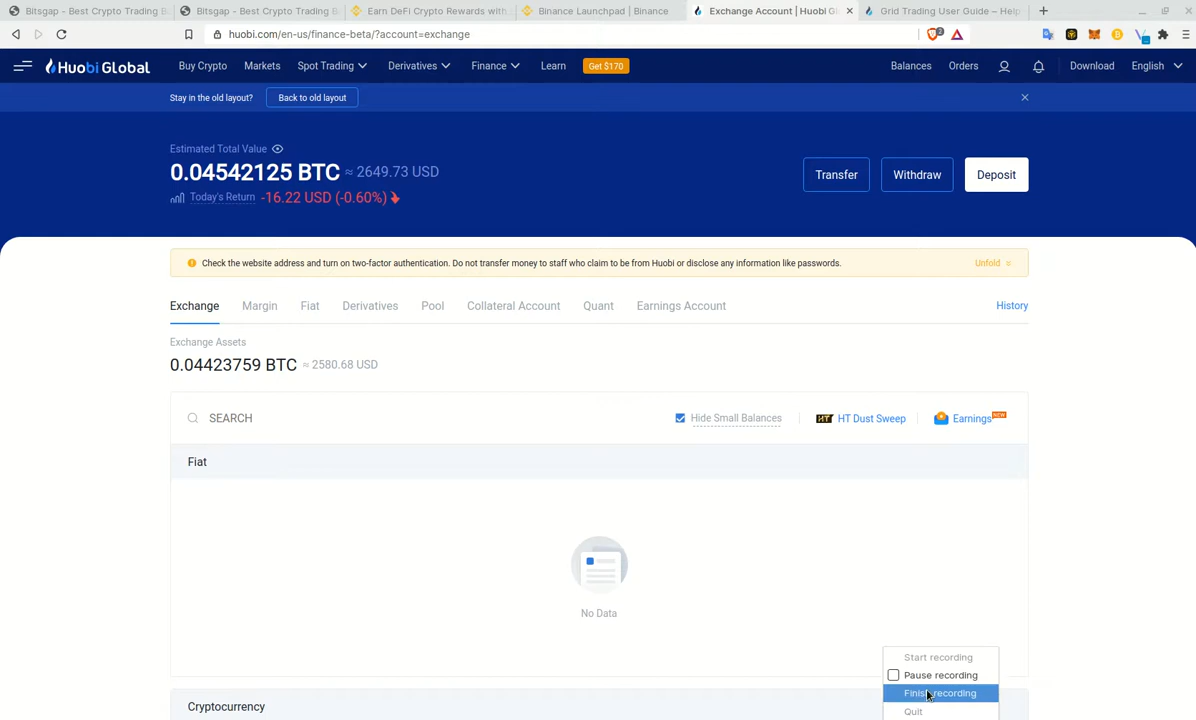 Bitsgap - Best Crypto Trading B
Bitsgap - Best Crypto Trading B
Earn DeFi Crypto Rewards with
Binance Launchpad | Binance
Exchange Account | Huobi Gl
Grid Trading User Guide – Help
huobi.com/en-us/finance-beta/?account=exchange
2
Huobi Global
Buy Crypto
Markets
Spot Trading
Derivatives
Finance
Learn
Get $170
Balances
Orders
Download
English
Stay in the old layout?
Back to old layout
Estimated Total Value
0.04542125 BTC ≈ 2649.73 USD
Today's Return -16.22 USD (-0.60%)
Transfer
Withdraw
Deposit
Check the website address and turn on two-factor authentication. Do not transfer money to staff who claim to be from Huobi or disclose any information like passwords.
Unfold
Exchange
Margin
Fiat
Derivatives
Pool
Collateral Account
Quant
Earnings Account
History
Exchange Assets
0.04423759 BTC ≈ 2580.68 USD
SEARCH
Hide Small Balances
HT HT Dust Sweep
Earnings NEW
Fiat
No Data
Start recording
Pause recording
Finish recording
Quit
Cryptocurrency